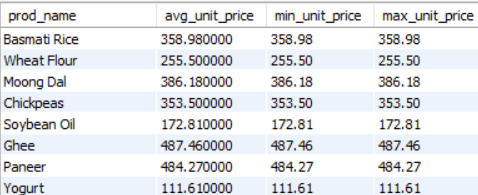 prod_name avg_unit_price min_unit_price max_unit_price
Basmati Rice 358.980000 358.98 358.98
Wheat Flour 255.500000 255.50 255.50
Moong Dal 386.180000 386.18 386.18
Chickpeas 353.500000 353.50 353.50
Soybean Oil 172.810000 172.81 172.81
Ghee 487.460000 487.46 487.46
Paneer 484.270000 484.27 484.27
Yogurt 111.610000 111.61 111.61